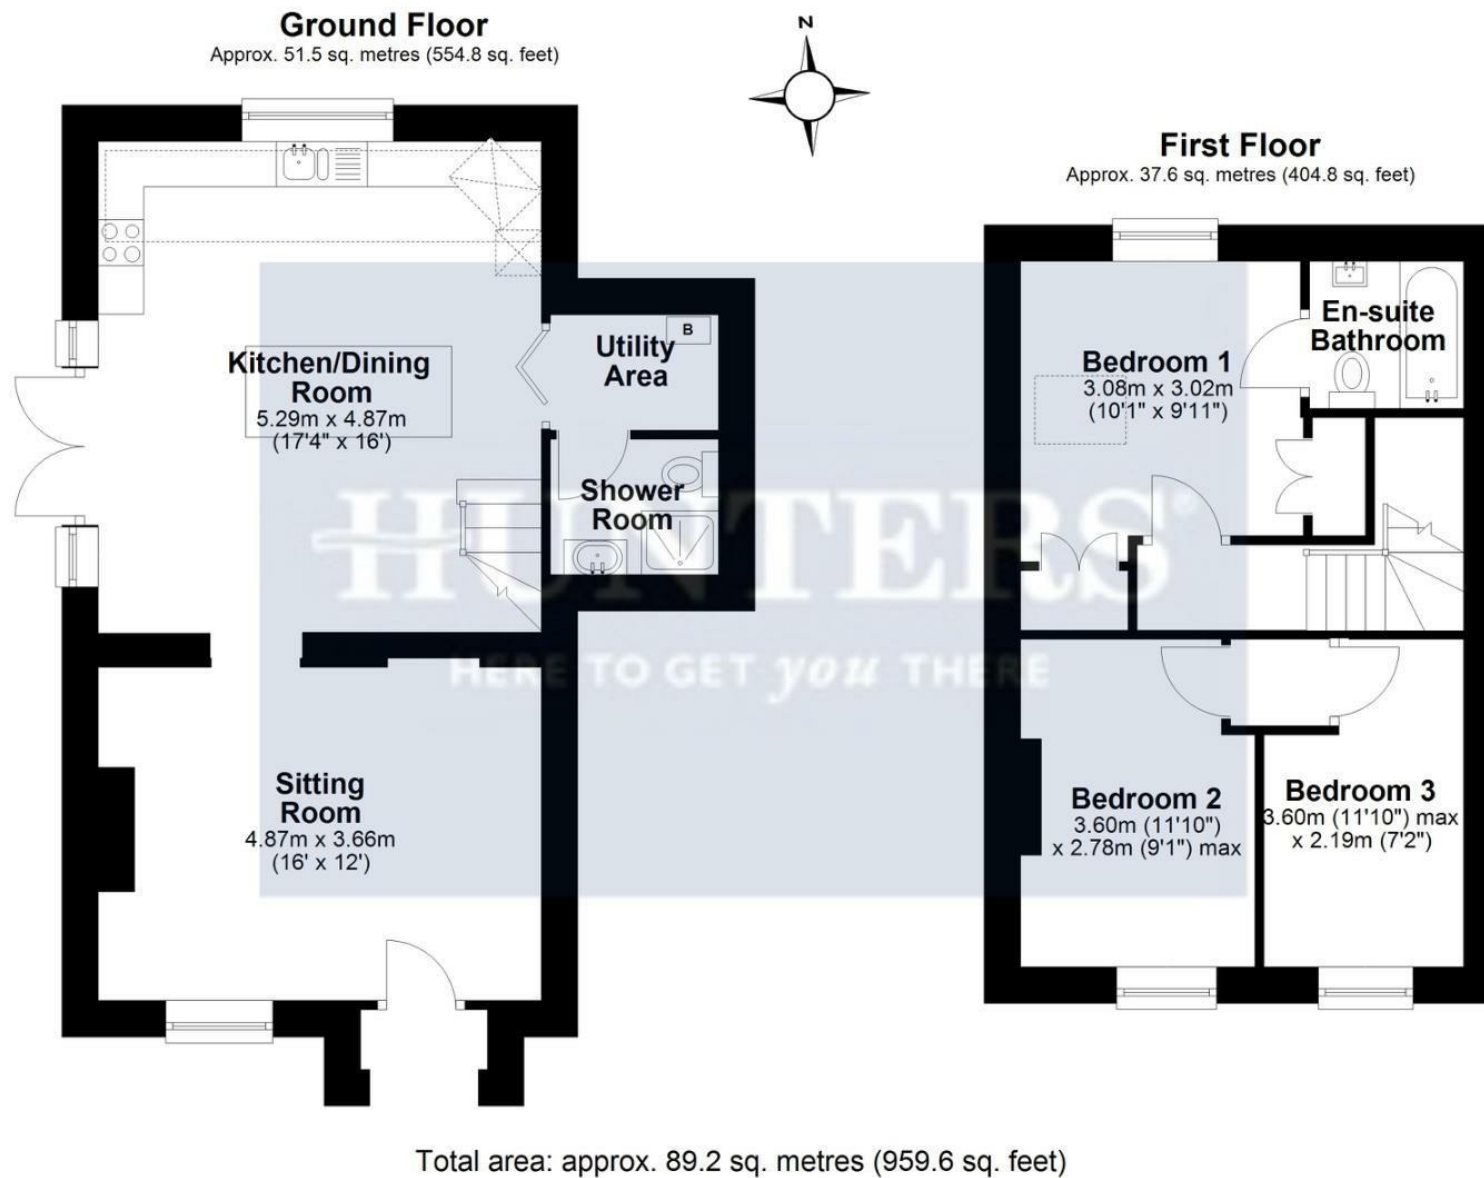 Ground Floor
Approx. 51.5 sq. metres (554.8 sq. feet)
N
First Floor
Approx. 37.6 sq. metres (404.8 sq. feet)
Kitchen/Dining
Room
5.29m x 4.87m
(17'4" x 16')
Utility
Area
B
Shower
Room
Sitting
Room
4.87m x 3.66m
(16' x 12')
Bedroom 1
3.08m x 3.02m
(10'1" x 9'11")
En-suite
Bathroom
Bedroom 2
3.60m (11'10")
x 2.78m (9'1") max
Bedroom 3
3.60m (11'10") max
x 2.19m (7'2")
HUNTERS®
HERE TO GET you THERE
Total area: approx. 89.2 sq. metres (959.6 sq. feet)